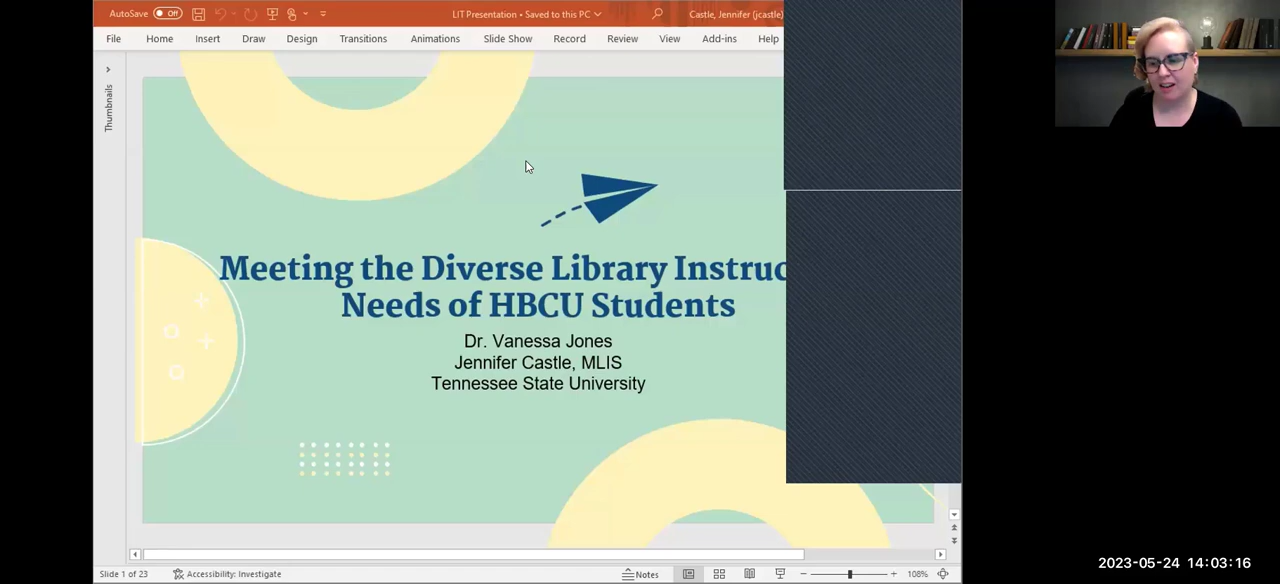 AutoSave Off LIT Presentation • Saved to this PC Castle, Jennifer (jcastle)
File Home Insert Draw Design Transitions Animations Slide Show Record Review View Add-ins Help
Thumbnails
Meeting the Diverse Library Instruc
Needs of HBCU Students
Dr. Vanessa Jones
Jennifer Castle, MLIS
Tennessee State University
Slide 1 of 23 Accessibility: Investigate Notes 108%
2023-05-24 14:03:16